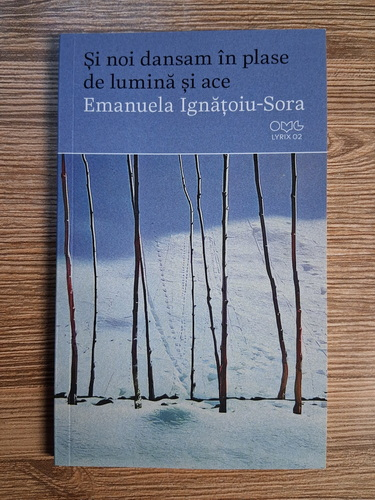 Și noi dansam în plase
de lumină și ace
Emanuela Ignățoiu-Sora
OMG
LYRIX 02